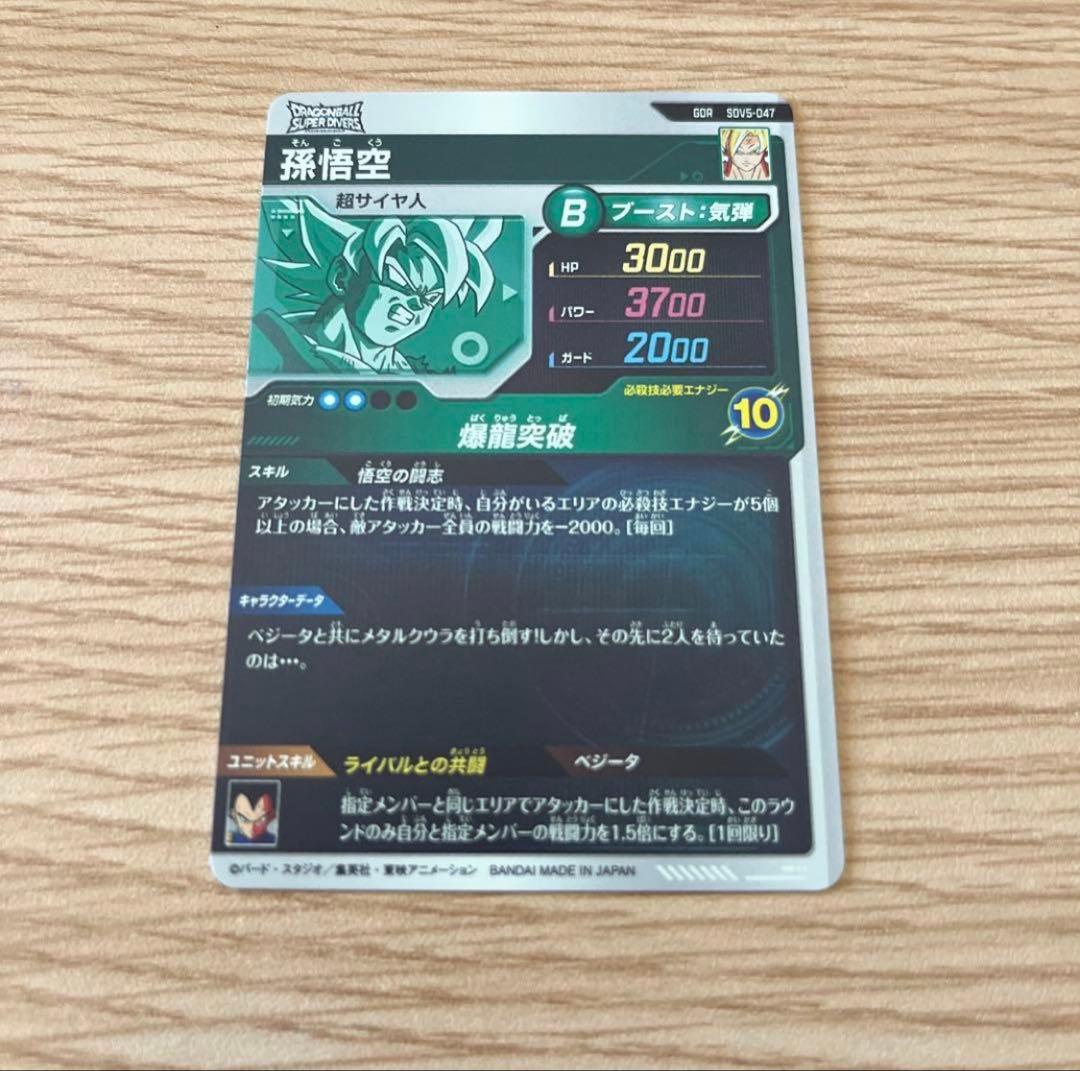 DRAGONBALL SUPER DIVERS
GDR SDV5-047
孫悟空
超サイヤ人
B ブースト:気弾
HP 3000
パワー 3700
ガード 2000
初期気力
必殺技必要エナジー
10
爆龍突破
スキル 悟空の闘志
アタッカーにした作戦決定時、自分がいるエリアの必殺技エナジーが5個
以上の場合、敵アタッカー全員の戦闘力を-2000。[毎回]
キャラクターデータ
ベジータと共にメタルクウラを打ち倒す!しかし、その先に2人を待っていた
のは…。
ユニットスキル ライバルとの共闘 ベジータ
指定メンバーと同じエリアでアタッカーにした作戦決定時、このラウ
ンドのみ自分と指定メンバーの戦闘力を1.5倍にする。[1回限り]
©バード・スタジオ/集英社・東映アニメーション BANDAI MADE IN JAPAN